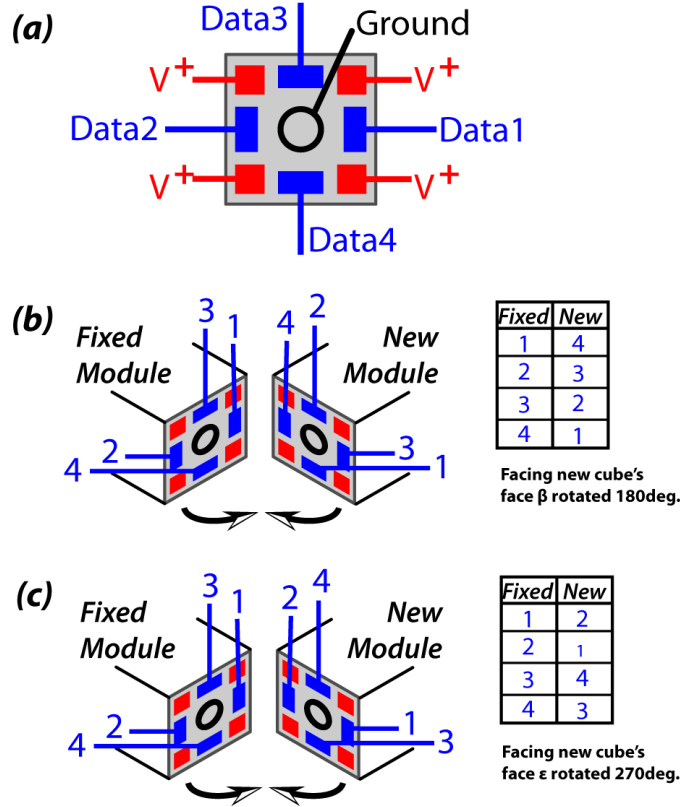 (a)
Data3
Ground
V+ V+
Data2 Data1
V+ V+
Data4
(b)
Fixed
Module
3
1
2
4
4
2
3
1
New
Module
Fixed New
1 4
2 3
3 2
4 1
Facing new cube's
face β rotated 180deg.
(c)
Fixed
Module
3
1
2
4
2
4
1
3
New
Module
Fixed New
1 2
2 1
3 4
4 3
Facing new cube's
face ε rotated 270deg.